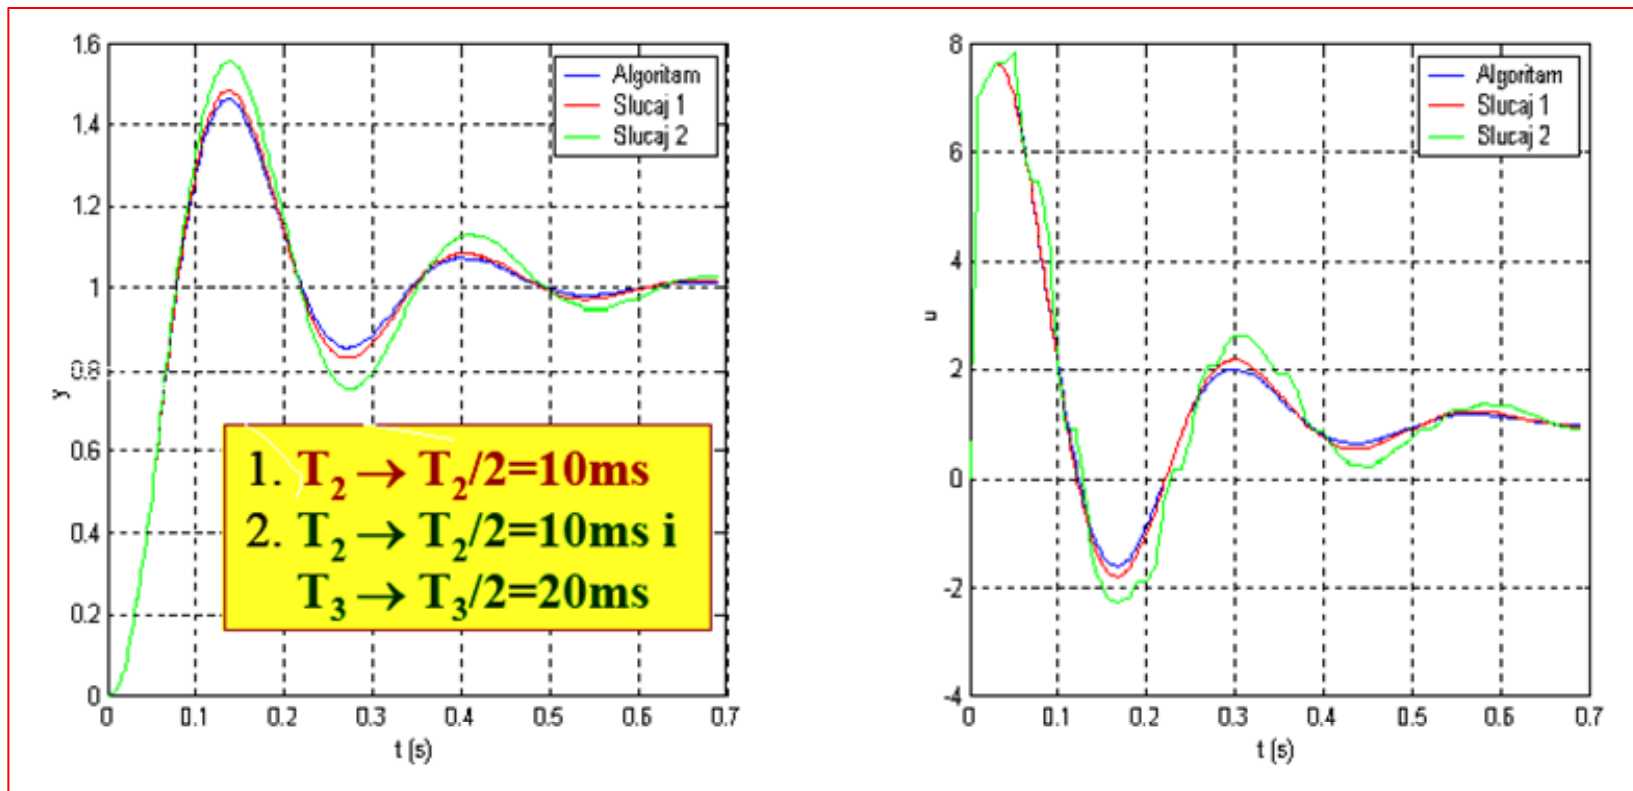 1.6
1.4
1.2
1
0.8
0.6
0.4
0.2
0
y
0 0.1 0.2 0.3 0.4 0.5 0.6 0.7
t (s)
Algoritam
Slucaj 1
Slucaj 2
1. T₂ → T₂/2=10ms
2. T₂ → T₂/2=10ms i
T₃ → T₃/2=20ms
8
6
4
2
0
-2
-4
u
0 0.1 0.2 0.3 0.4 0.5 0.6 0.7
t (s)
Algoritam
Slucaj 1
Slucaj 2